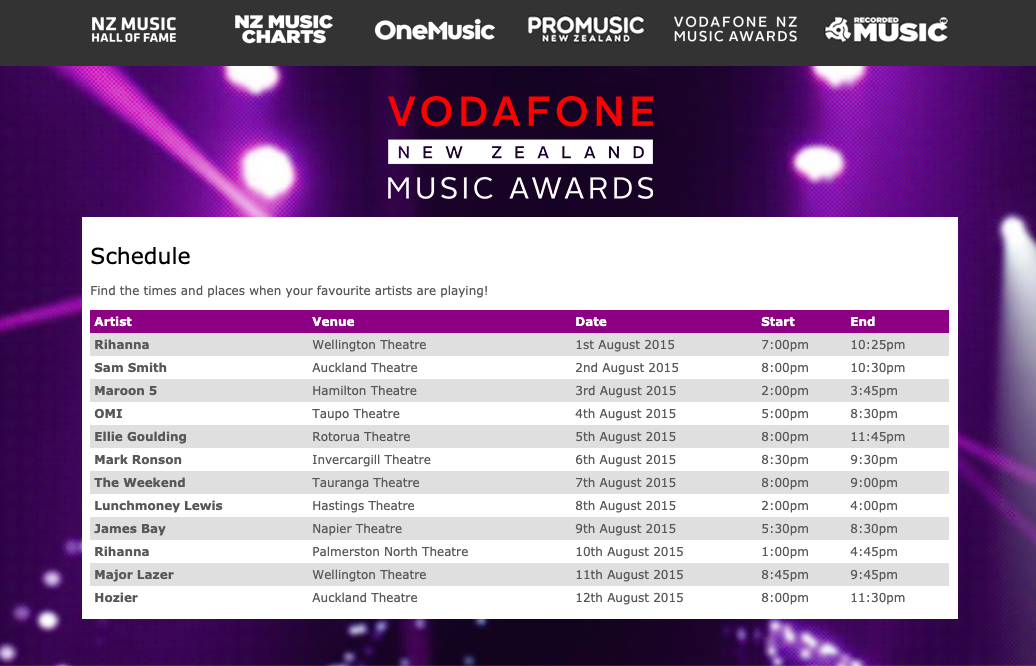 NZ MUSIC
HALL OF FAME
NZ MUSIC
CHARTS
OneMusic
PROMUSIC
NEW ZEALAND
VODAFONE NZ
MUSIC AWARDS
RECORDED
MUSIC
VODAFONE
NEW ZEALAND
MUSIC AWARDS
Schedule
Find the times and places when your favourite artists are playing!
Artist Venue Date Start End
Rihanna Wellington Theatre 1st August 2015 7:00pm 10:25pm
Sam Smith Auckland Theatre 2nd August 2015 8:00pm 10:30pm
Maroon 5 Hamilton Theatre 3rd August 2015 2:00pm 3:45pm
OMI Taupo Theatre 4th August 2015 5:00pm 8:30pm
Ellie Goulding Rotorua Theatre 5th August 2015 8:00pm 11:45pm
Mark Ronson Invercargill Theatre 6th August 2015 8:30pm 9:30pm
The Weekend Tauranga Theatre 7th August 2015 8:00pm 9:00pm
Lunchmoney Lewis Hastings Theatre 8th August 2015 2:00pm 4:00pm
James Bay Napier Theatre 9th August 2015 5:30pm 8:30pm
Rihanna Palmerston North Theatre 10th August 2015 1:00pm 4:45pm
Major Lazer Wellington Theatre 11th August 2015 8:45pm 9:45pm
Hozier Auckland Theatre 12th August 2015 8:00pm 11:30pm